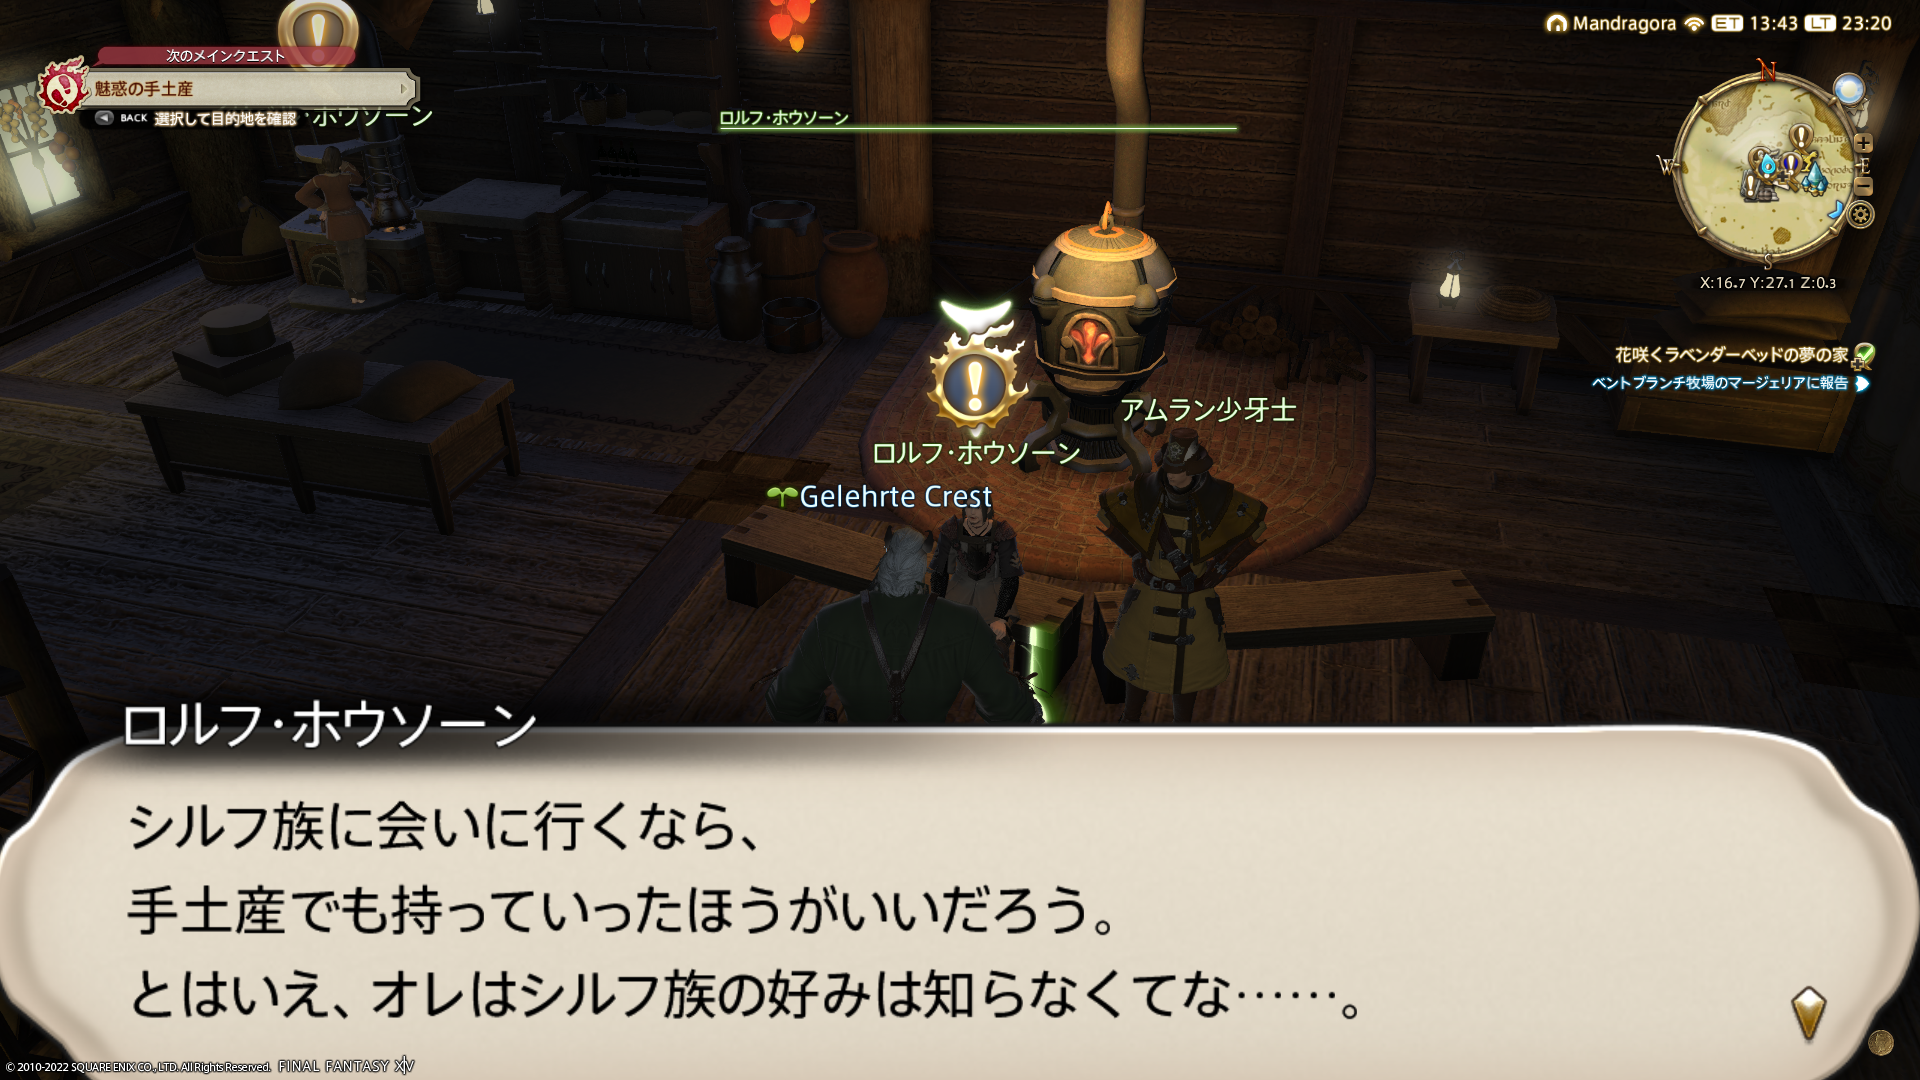 次のメインクエスト
魅惑の手土産
BACK 選択して目的地を確認
・ホウソーン
ロルフ・ホウソーン
Mandragora ET 13:43 LT 23:20
N
W
E
S
X:16.7 Y:27.1 Z:0.3
花咲くラベンダーベッドの夢の家
ベントブランチ牧場のマージェリアに報告
アムラン少牙士
ロルフ・ホウソーン
Gelehrte Crest
ロルフ・ホウソーン
シルフ族に会いに行くなら、
手土産でも持っていったほうがいいだろう。
とはいえ、オレはシルフ族の好みは知らなくてな……。
© 2010-2022 SQUARE ENIX CO., LTD. All Rights Reserved. FINAL FANTASY XIV